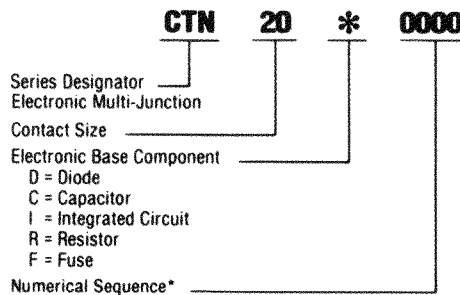 CTN 20 * 0000
Series Designator
Electronic Multi-Junction
Contact Size
Electronic Base Component
D = Diode
C = Capacitor
I = Integrated Circuit
R = Resistor
F = Fuse
Numerical Sequence*